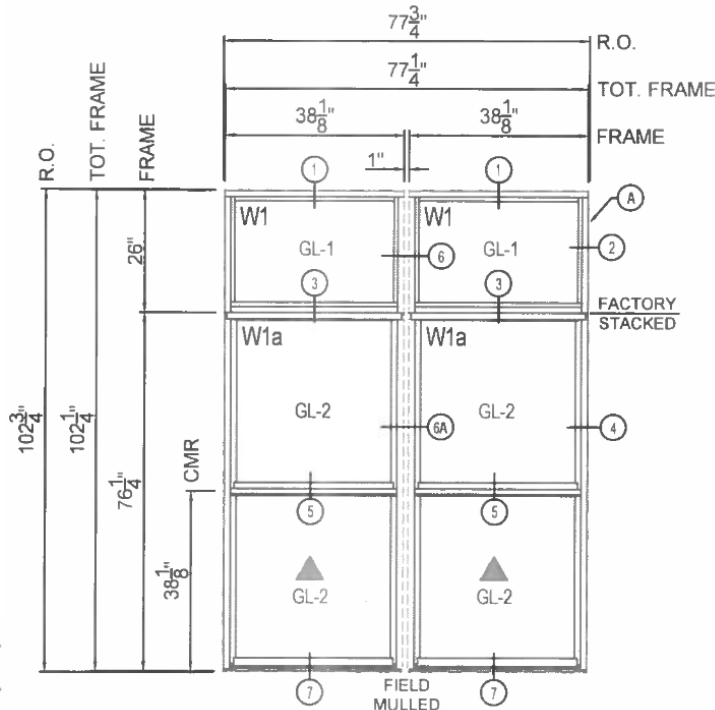 77 3/4"
R.O.
77 1/4"
TOT. FRAME
38 1/8"
38 1/8"
FRAME
1"
R.O.
TOT. FRAME
FRAME
1
1
A
W1
W1
2
GL-1
6
GL-1
26"
3
3
FACTORY
STACKED
W1a
W1a
GL-2
6A
GL-2
4
102 3/4
102 1/4
76 1/4
CMR
5
5
38 1/8
GL-2
GL-2
7
FIELD
MULLED
7